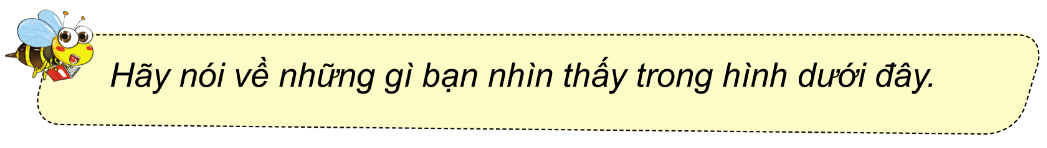 Hãy nói về những gì bạn nhìn thấy trong hình dưới đây.